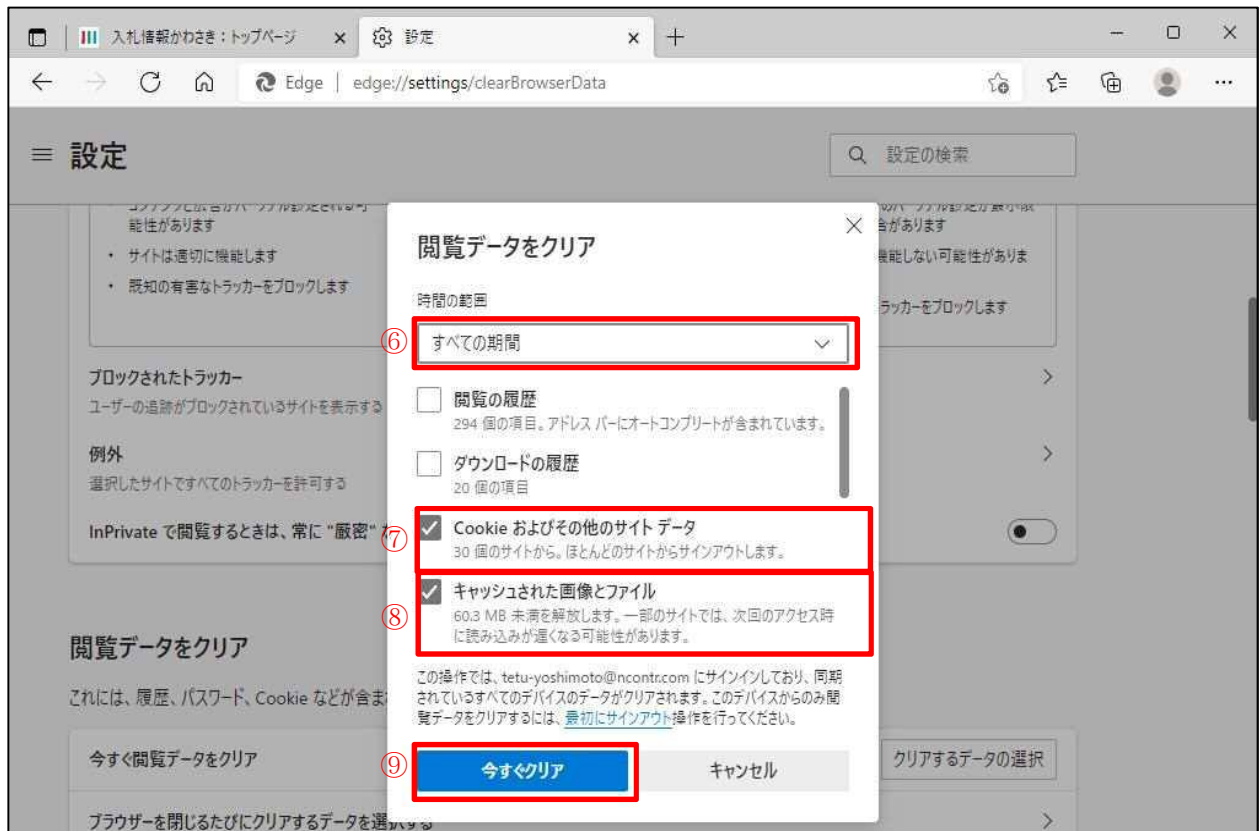 入札情報かわさき：トップページ
設定
Edge | edge://settings/clearBrowserData
設定
設定の検索
能性があります
• サイトは適切に機能します
• 既知の有害なトラッカーをブロックします
合があります
機能しない可能性がありま
ラッカーをブロックします
ブロックされたトラッカー
ユーザーの追跡がブロックされているサイトを表示する
例外
選択したサイトですべてのトラッカーを許可する
InPrivate で閲覧するときは、常に "厳密"
閲覧データをクリア
これには、履歴、パスワード、Cookie などが含ま
今すぐ閲覧データをクリア
クリアするデータの選択
ブラウザーを閉じるたびにクリアするデータを選択する
閲覧データをクリア
時間の範囲
⑥
すべての期間
閲覧の履歴
294 個の項目。アドレス バーにオートコンプリートが含まれています。
ダウンロードの履歴
20 個の項目
⑦
Cookie およびその他のサイト データ
30 個のサイトから。ほとんどのサイトからサインアウトします。
⑧
キャッシュされた画像とファイル
60.3 MB 未満を解放します。一部のサイトでは、次回のアクセス時
に読み込みが遅くなる可能性があります。
この操作では、tetu-yoshimoto@ncontr.com にサインインしており、同期
されているすべてのデバイスのデータがクリアされます。このデバイスからのみ閲
覧データをクリアするには、最初にサインアウト操作を行ってください。
⑨
今すぐクリア
キャンセル